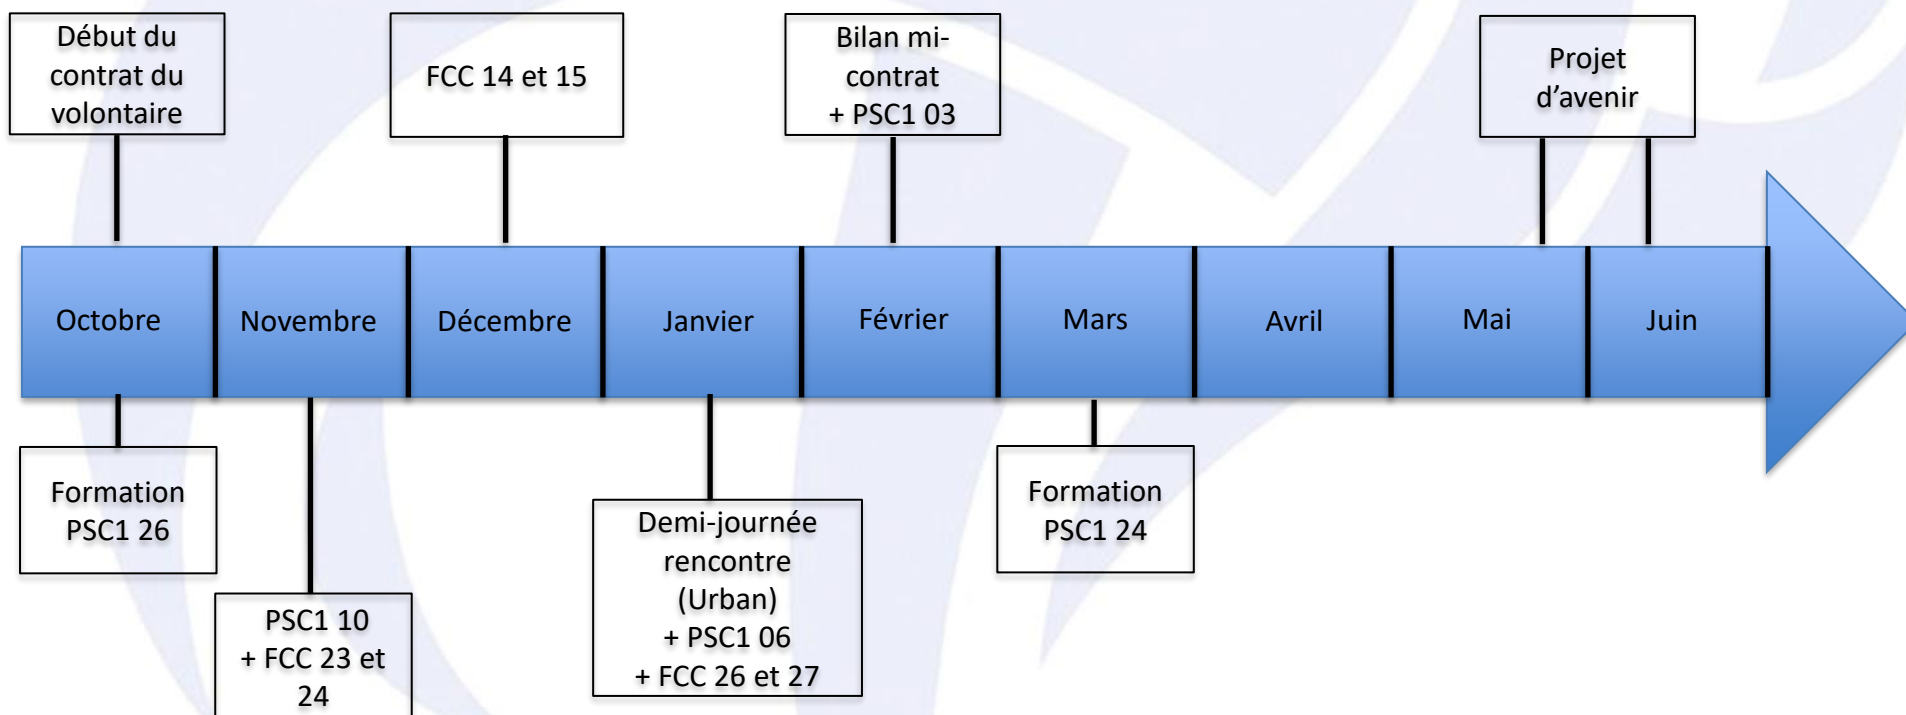 Début du
contrat du
volontaire
FCC 14 et 15
Bilan mi-
contrat
+ PSC1 03
Projet
d’avenir
Octobre
Novembre
Décembre
Janvier
Février
Mars
Avril
Mai
Juin
Formation
PSC1 26
PSC1 10
+ FCC 23 et
24
Demi-journée
rencontre
(Urban)
+ PSC1 06
+ FCC 26 et 27
Formation
PSC1 24